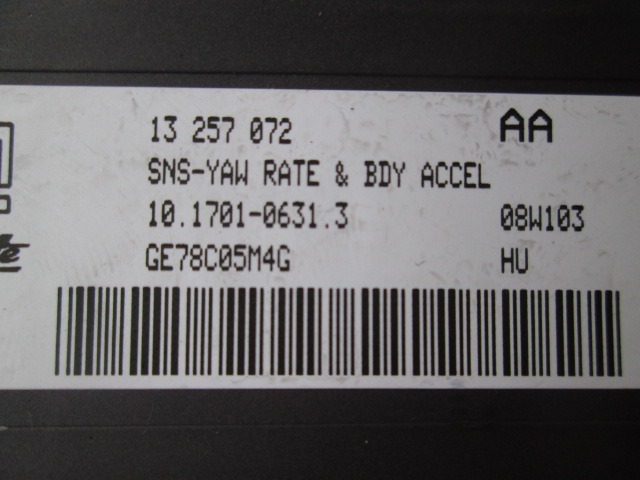 13 257 072 AA
SNS-YAW RATE & BDY ACCEL
10.1701-0631.3 08W103
GE78C05M4G HU